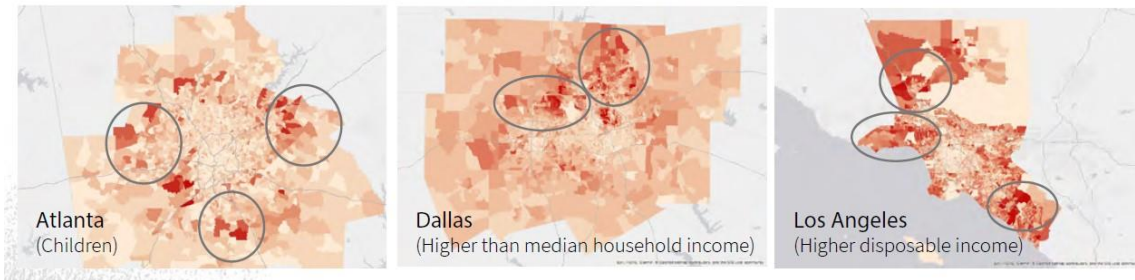 Atlanta
(Children)
Dallas
(Higher than median household income)
Los Angeles
(Higher disposable income)